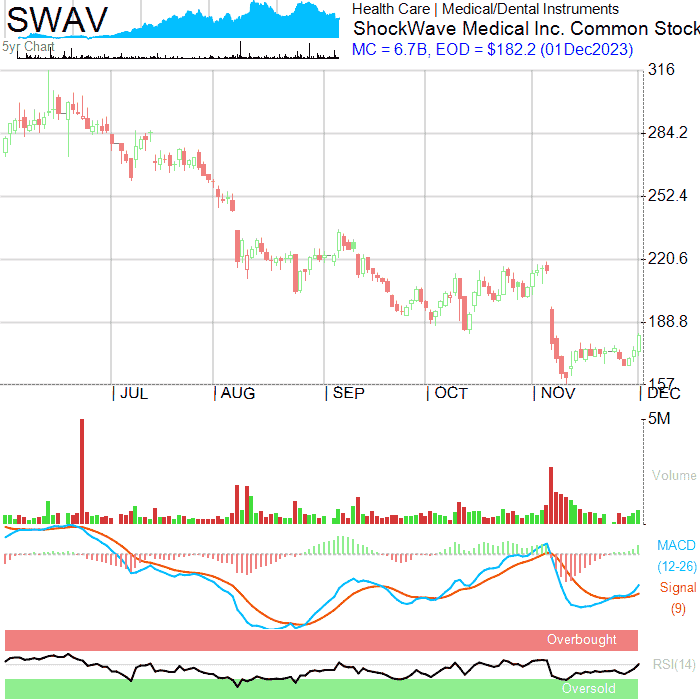 SWAV
Health Care | Medical/Dental Instruments
ShockWave Medical Inc. Common Stock
5yr Chart
MC = 6.7B, EOD = $182.2 (01Dec2023)
316
284.2
252.4
220.6
188.8
157
| JUL | AUG | SEP | OCT | NOV | DEC
5M
Volume
MACD
(12-26)
Signal
(9)
Overbought
RSI(14)
Oversold